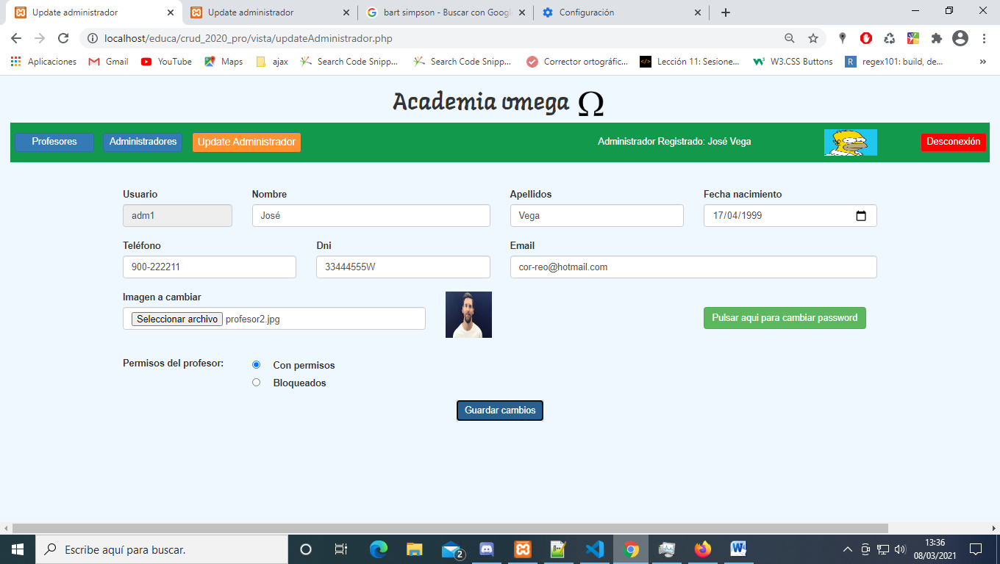 Update administrador
Update administrador
bart simpson - Buscar con Googl
Configuración
localhost/educa/crud_2020_pro/vista/updateAdministrador.php
Aplicaciones
Gmail
YouTube
Maps
ajax
Search Code Snipp...
Search Code Snipp...
Corrector ortográfic...
Lección 11: Sesione...
W3.CSS Buttons
R regex101: build, de...
»
Academia omega Ω
Profesores
Administradores
Update Administrador
Administrador Registrado: José Vega
Desconexión
Usuario
Nombre
Apellidos
Fecha nacimiento
adm1
José
Vega
17/04/1999
Teléfono
Dni
Email
900-222211
33444555W
cor-reo@hotmail.com
Imagen a cambiar
Seleccionar archivo profesor2.jpg
Pulsar aqui para cambiar password
Permisos del profesor:
Con permisos
Bloqueados
Guardar cambios
Escribe aquí para buscar.
2
13:36
08/03/2021